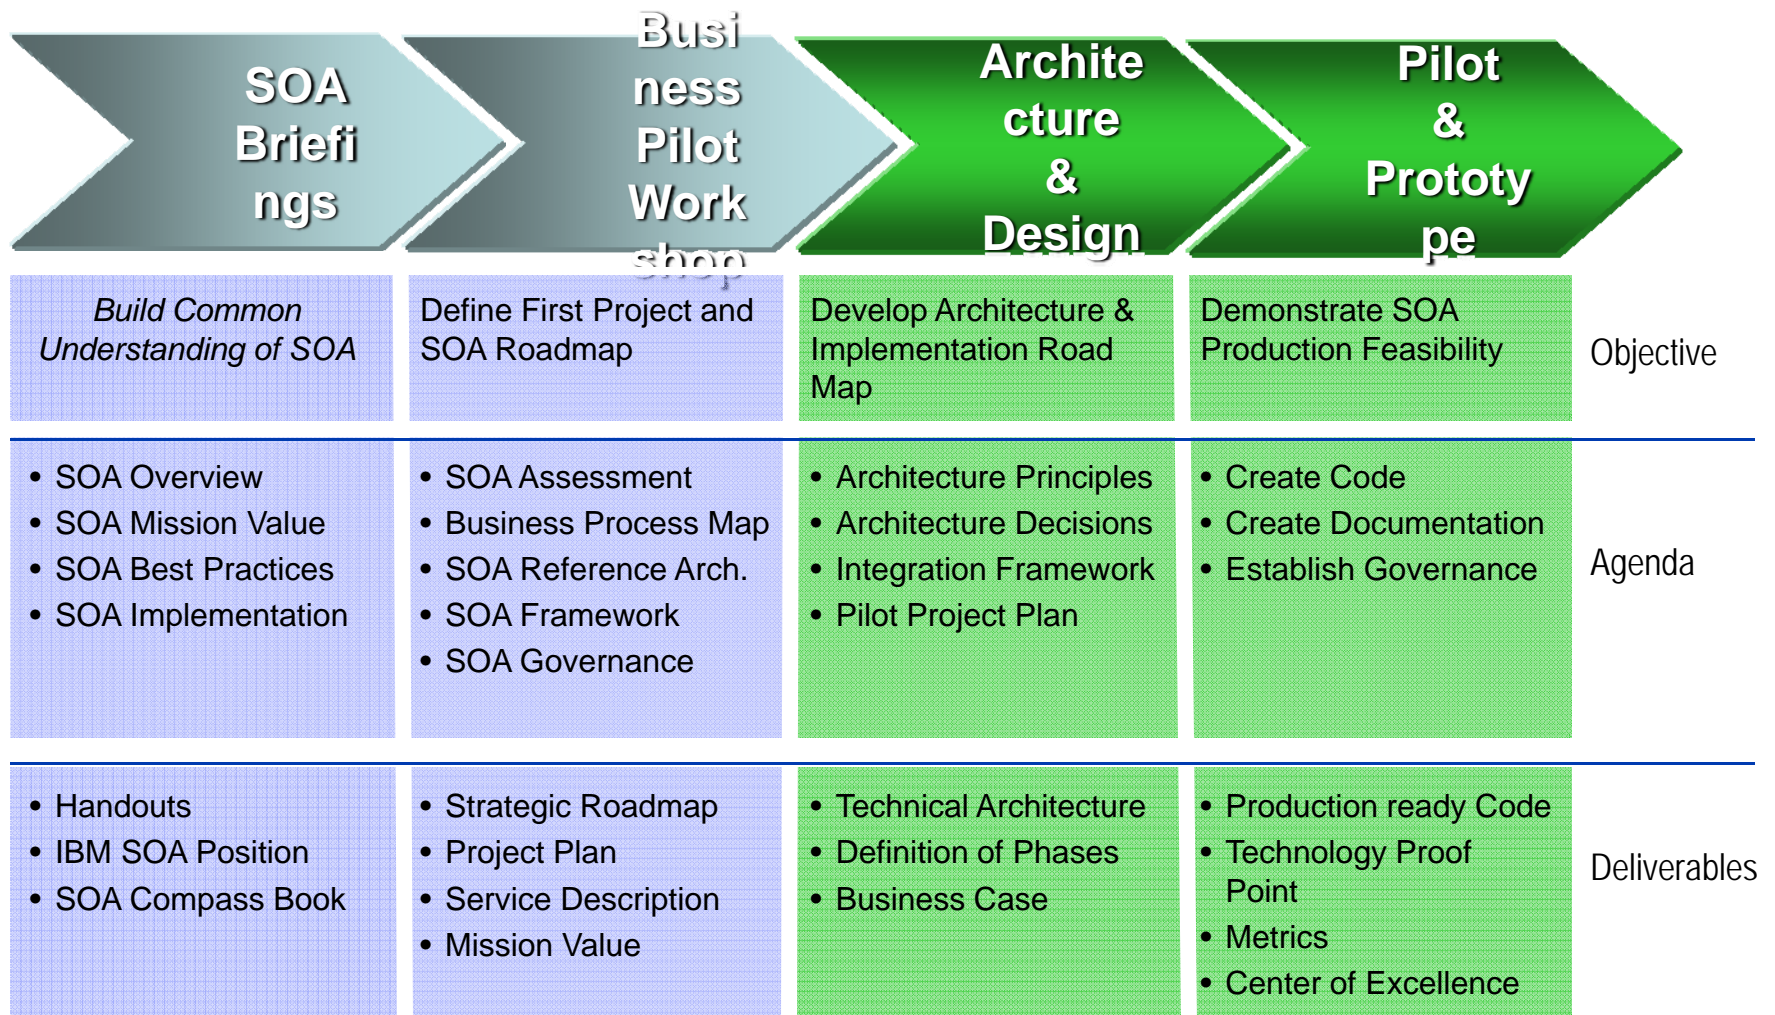 SOA
Briefi
ngs
Busi
ness
Pilot
Work
shop
Archite
cture
&
Design
Pilot
&
Prototy
pe
Build Common
Understanding of SOA
Define First Project and
SOA Roadmap
Develop Architecture &
Implementation Road
Map
Demonstrate SOA
Production Feasibility
Objective
• SOA Overview
• SOA Mission Value
• SOA Best Practices
• SOA Implementation
• SOA Assessment
• Business Process Map
• SOA Reference Arch.
• SOA Framework
• SOA Governance
• Architecture Principles
• Architecture Decisions
• Integration Framework
• Pilot Project Plan
• Create Code
• Create Documentation
• Establish Governance
Agenda
• Handouts
• IBM SOA Position
• SOA Compass Book
• Strategic Roadmap
• Project Plan
• Service Description
• Mission Value
• Technical Architecture
• Definition of Phases
• Business Case
• Production ready Code
• Technology Proof
Point
• Metrics
• Center of Excellence
Deliverables